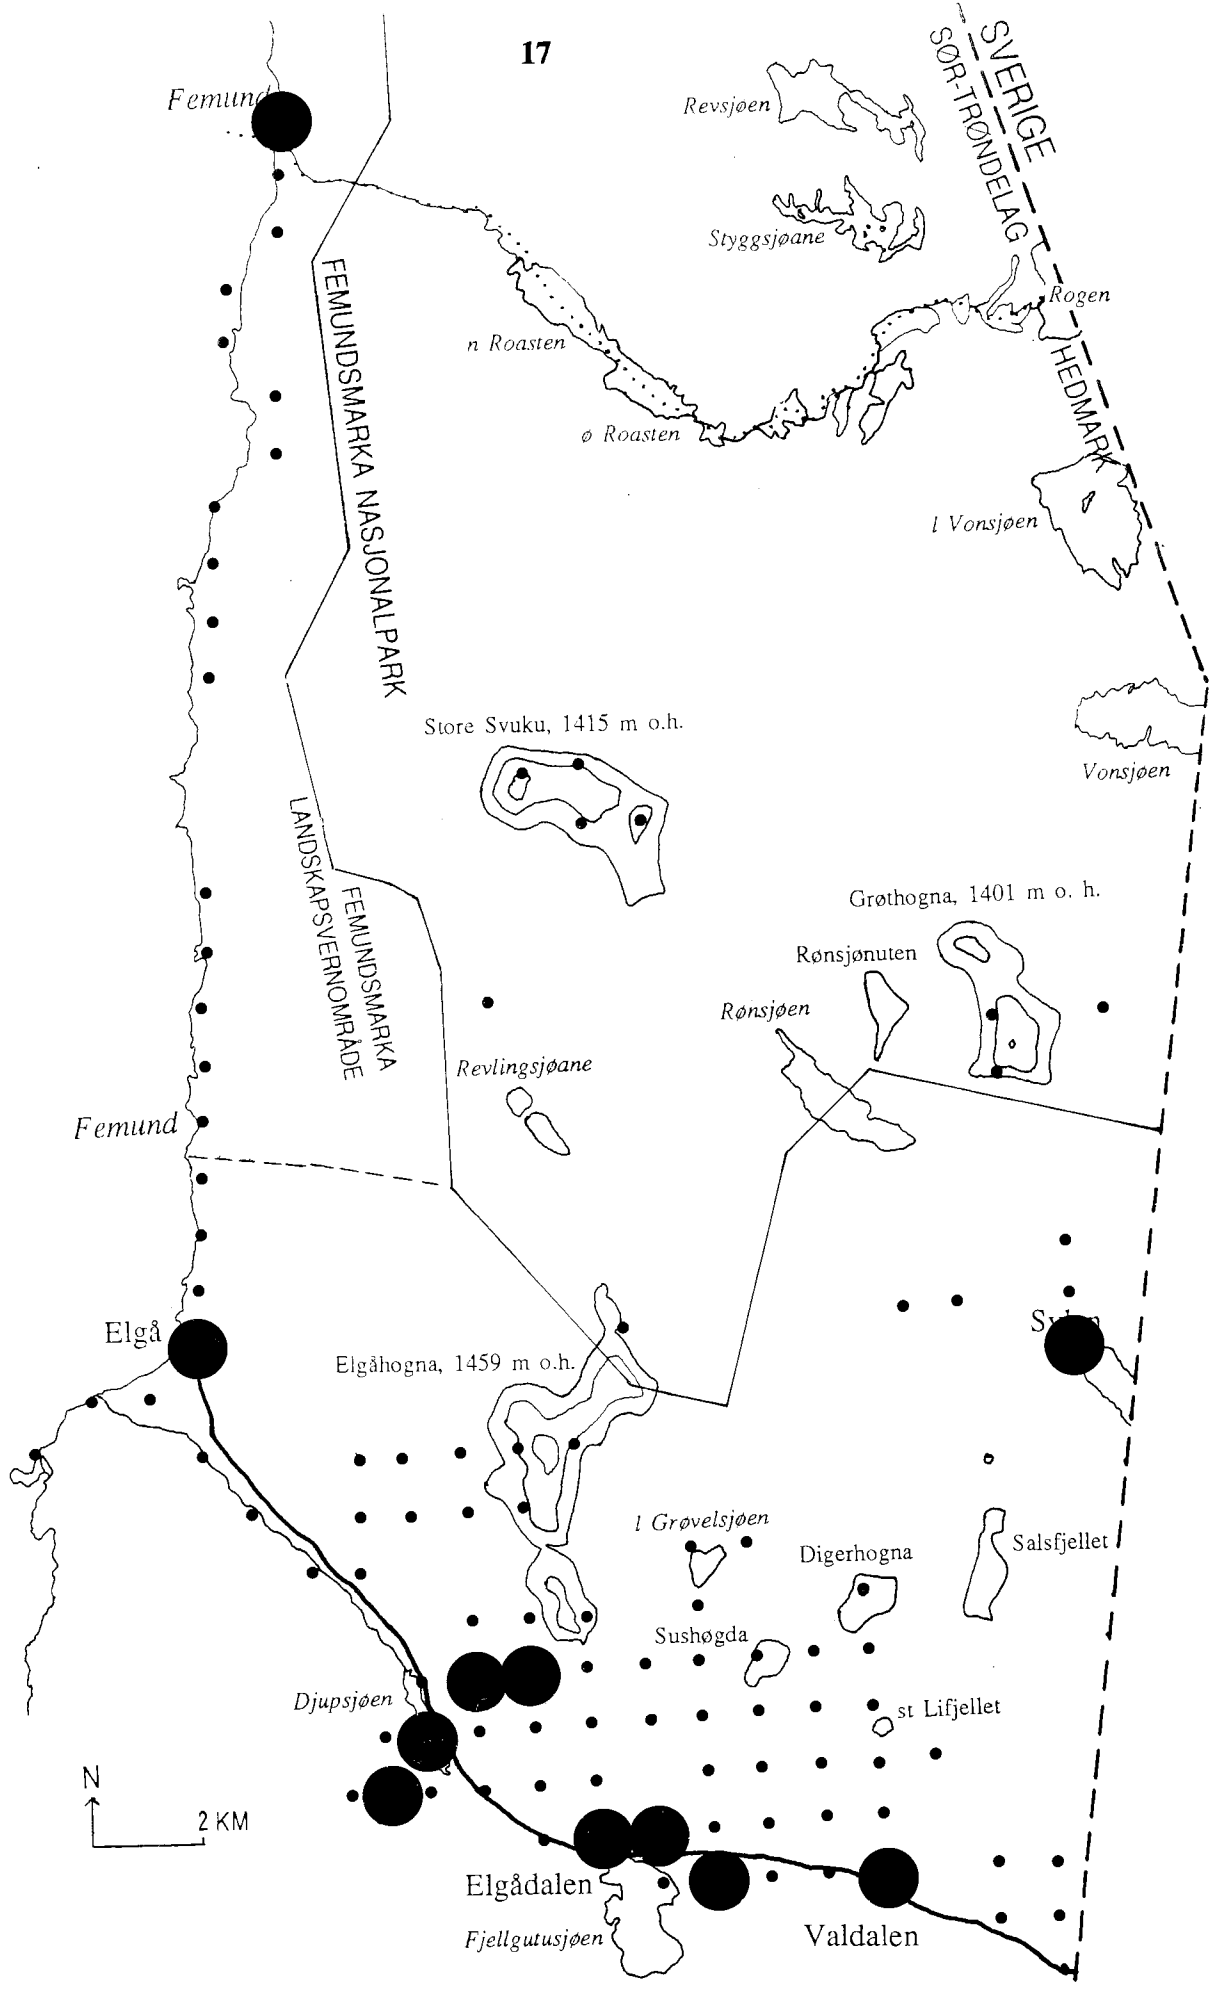 17
Femund
Revsjøen
SVERIGE
SØR-TRØNDELAG
Styggsjøane
Rogen
HEDMARK
n Roasten
ø Roasten
FEMUNDSMARKA NASJONALPARK
l Vonsjøen
Store Svuku, 1415 m o.h.
Vonsjøen
FEMUNDSMARKA
LANDSKAPSVERNOMRÅDE
Grøthogna, 1401 m o. h.
Rønsjønuten
Rønsjøen
Revlingsjøane
Femund
Elgå
Elgåhogna, 1459 m o.h.
l Grøvelsjøen
Digerhogna
Salsfjellet
Sushøgda
Djupsjøen
st Lifjellet
N
2 KM
Elgådalen
Valdalen
Fjellgutusjøen